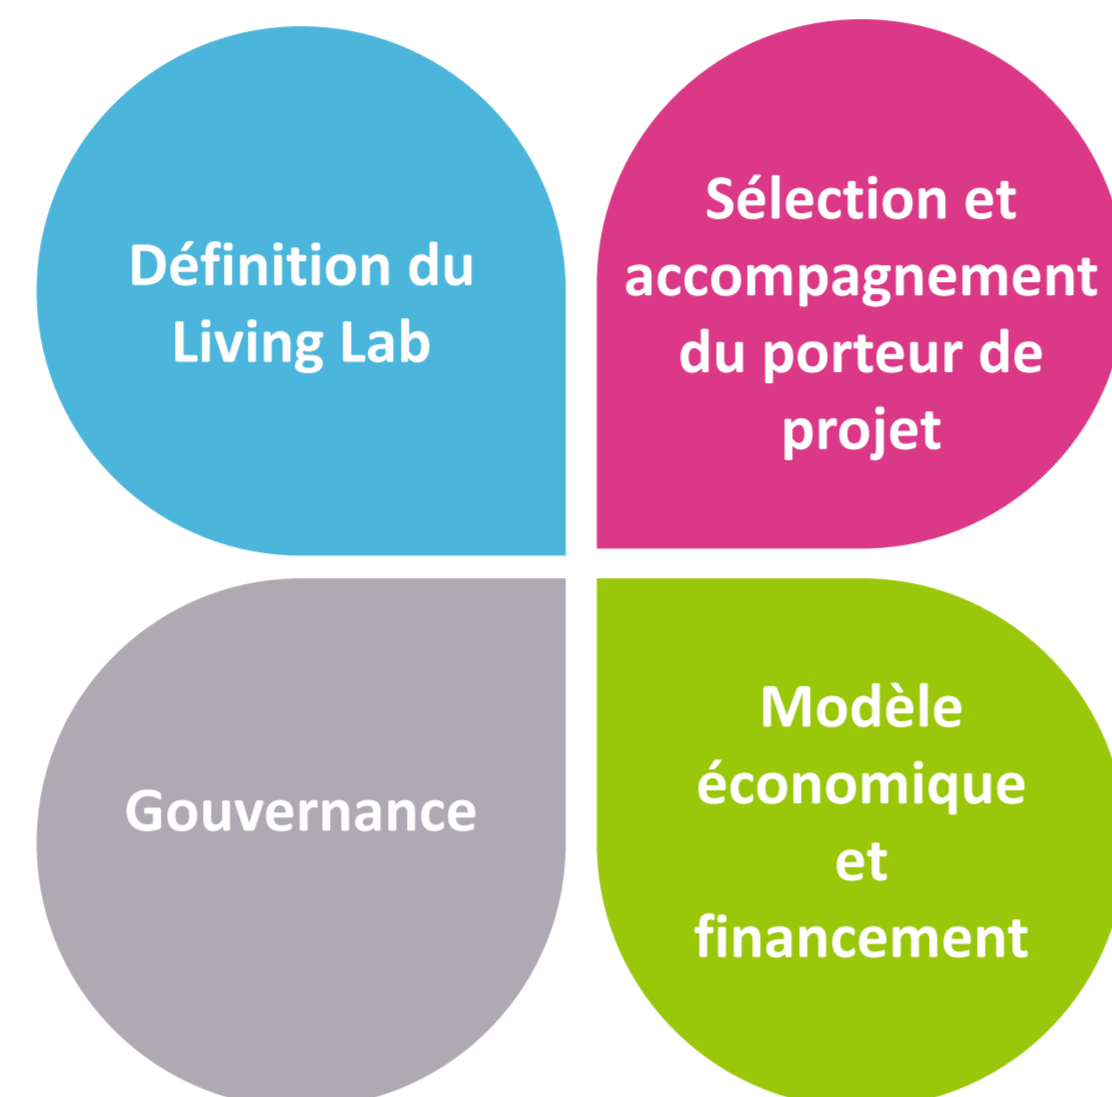 Définition du
Living Lab
Sélection et
accompagnement
du porteur de
projet
Gouvernance
Modèle
économique
et
financement